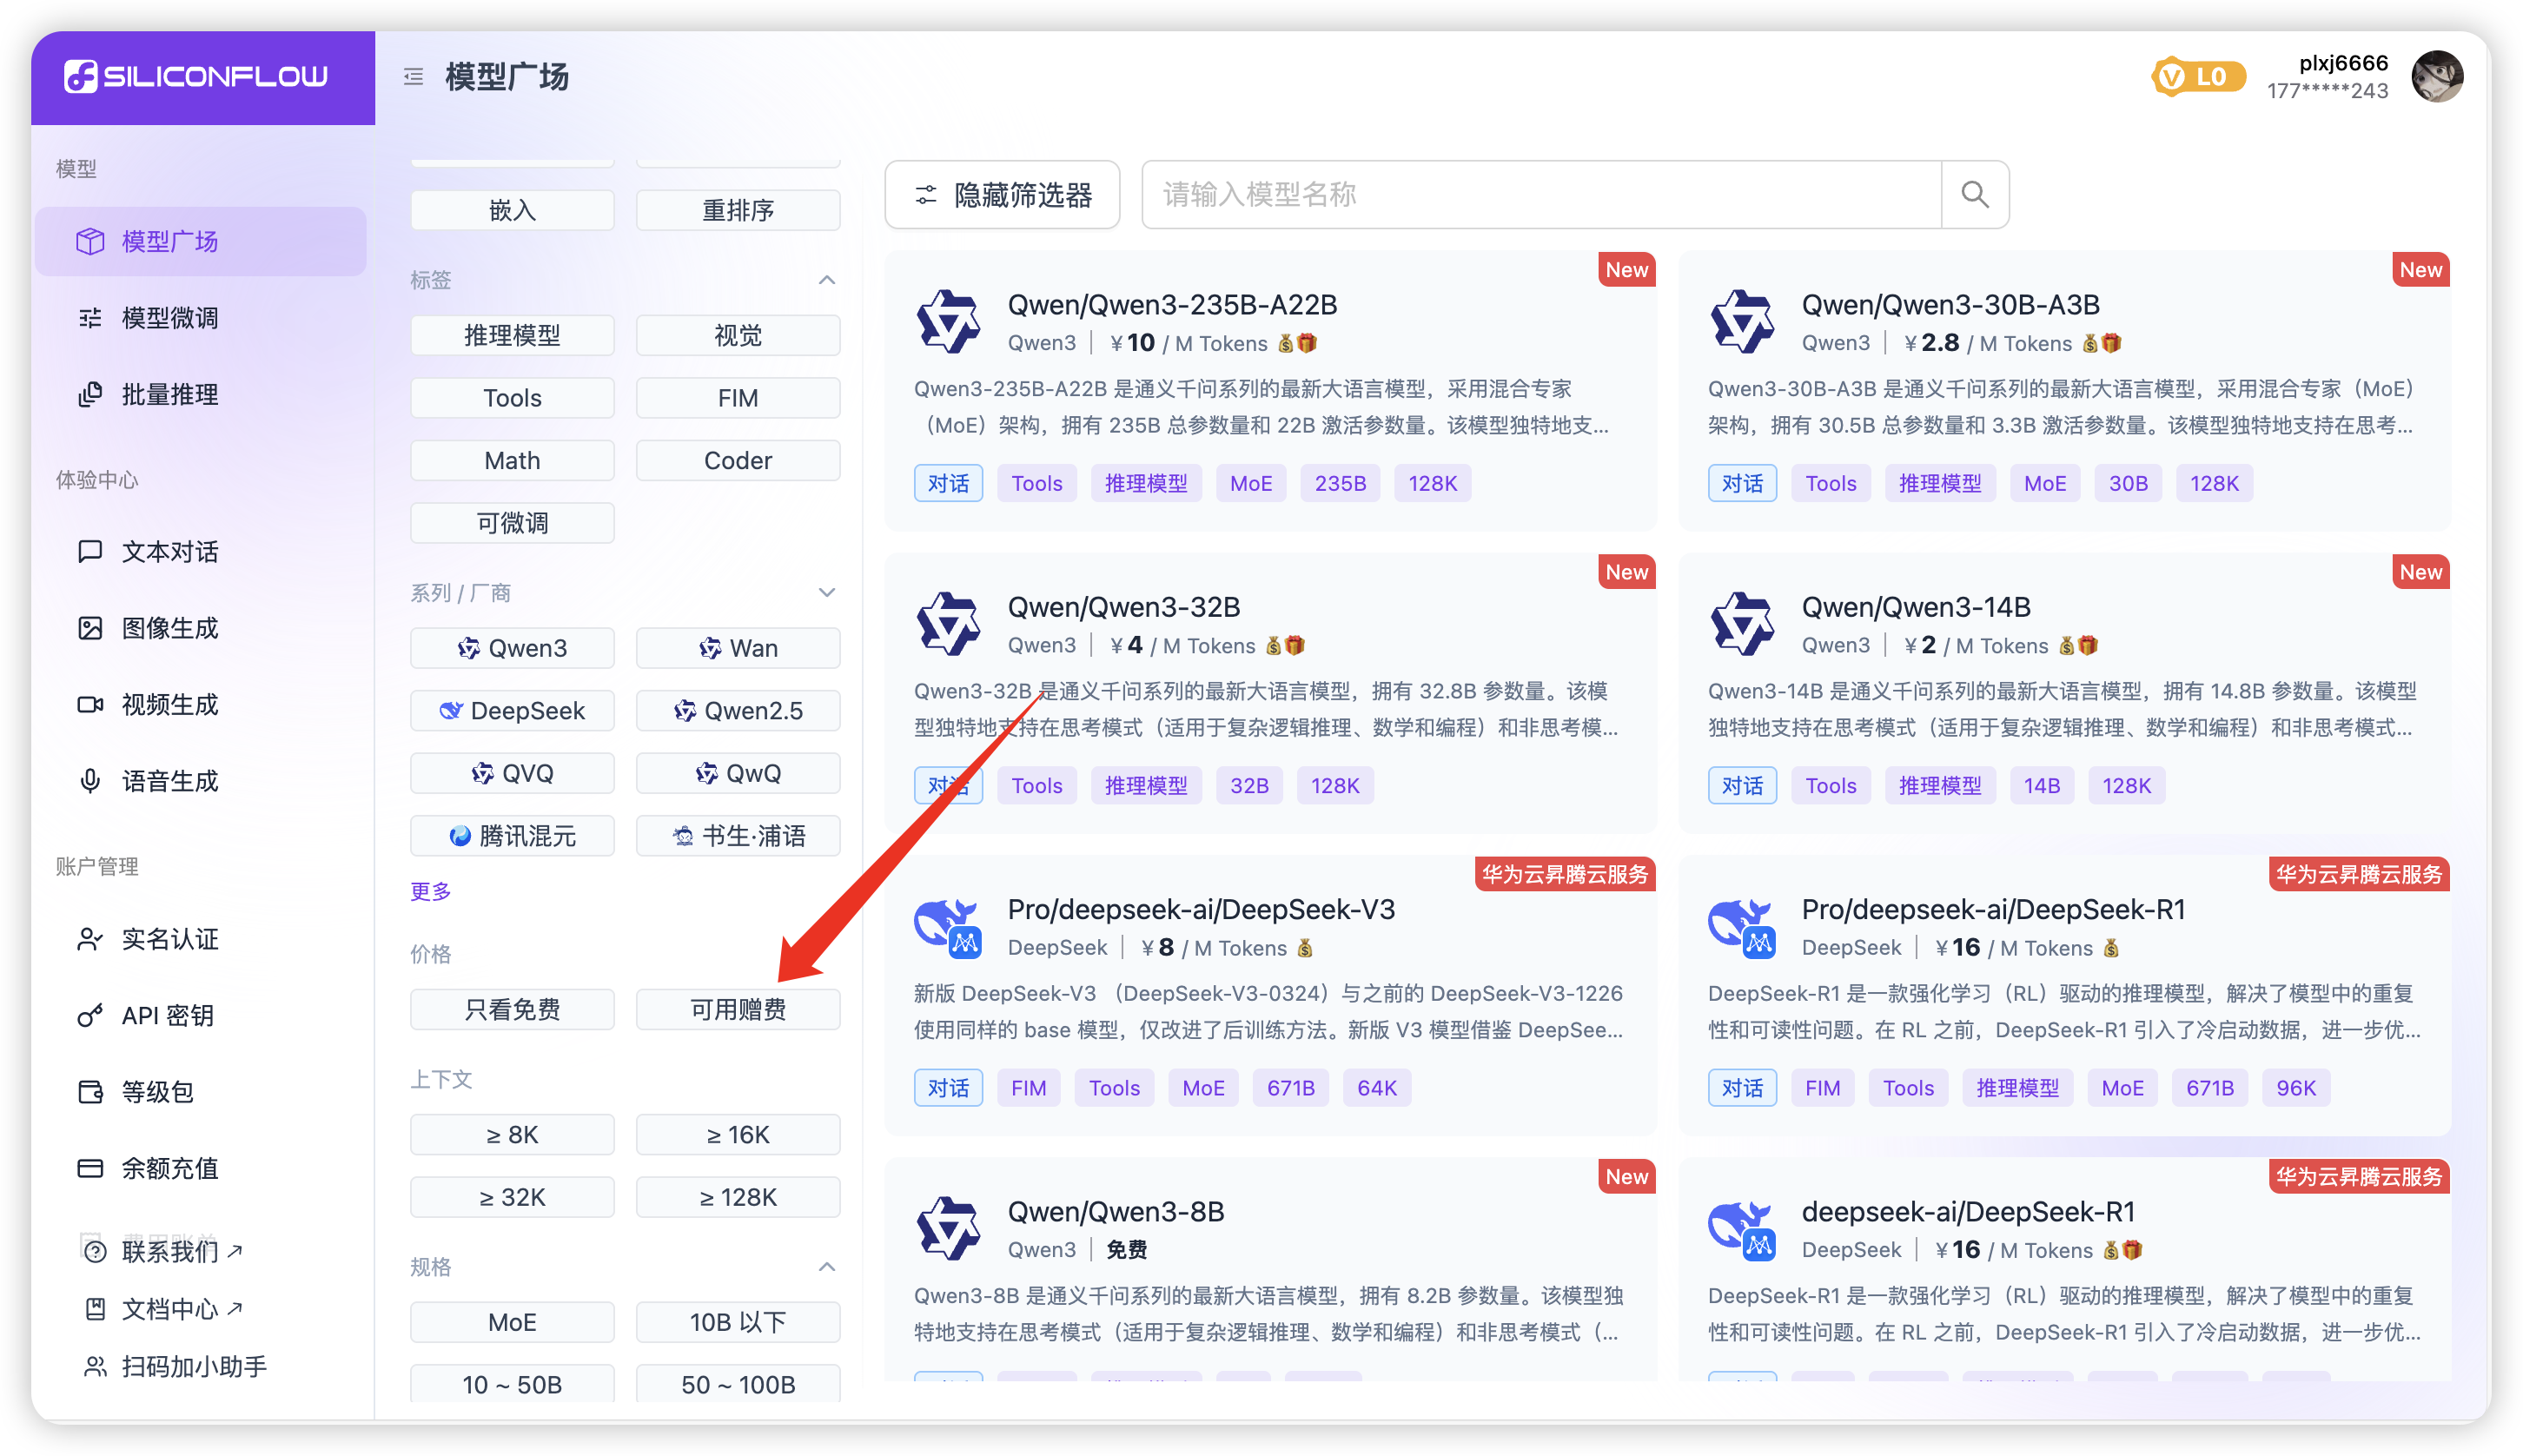 SILICONFLOW
模型广场
L0
plxj6666
177*****243
模型
模型广场
模型微调
批量推理
体验中心
文本对话
图像生成
视频生成
语音生成
账户管理
实名认证
API 密钥
等级包
余额充值
联系我们
文档中心
扫码加小助手
嵌入
重排序
标签
推理模型
视觉
Tools
FIM
Math
Coder
可微调
系列 / 厂商
Qwen3
Wan
DeepSeek
Qwen2.5
QVQ
QwQ
腾讯混元
书生·浦语
更多
价格
只看免费
可用赠费
上下文
≥ 8K
≥ 16K
≥ 32K
≥ 128K
规格
MoE
10B 以下
10 ~ 50B
50 ~ 100B
隐藏筛选器
请输入模型名称
New
Qwen/Qwen3-235B-A22B
Qwen3 | ¥ 10 / M Tokens
Qwen3-235B-A22B 是通义千问系列的最新大语言模型，采用混合专家
（MoE）架构，拥有 235B 总参数量和 22B 激活参数量。该模型独特地支...
对话 Tools 推理模型 MoE 235B 128K
New
Qwen/Qwen3-30B-A3B
Qwen3 | ¥ 2.8 / M Tokens
Qwen3-30B-A3B 是通义千问系列的最新大语言模型，采用混合专家（MoE）
架构，拥有 30.5B 总参数量和 3.3B 激活参数量。该模型独特地支持在思考...
对话 Tools 推理模型 MoE 30B 128K
New
Qwen/Qwen3-32B
Qwen3 | ¥ 4 / M Tokens
Qwen3-32B 是通义千问系列的最新大语言模型，拥有 32.8B 参数量。该模
型独特地支持在思考模式（适用于复杂逻辑推理、数学和编程）和非思考模...
对话 Tools 推理模型 32B 128K
New
Qwen/Qwen3-14B
Qwen3 | ¥ 2 / M Tokens
Qwen3-14B 是通义千问系列的最新大语言模型，拥有 14.8B 参数量。该模型
独特地支持在思考模式（适用于复杂逻辑推理、数学和编程）和非思考模式...
对话 Tools 推理模型 14B 128K
华为云昇腾云服务
Pro/deepseek-ai/DeepSeek-V3
DeepSeek | ¥ 8 / M Tokens
新版 DeepSeek-V3 （DeepSeek-V3-0324）与之前的 DeepSeek-V3-1226
使用同样的 base 模型，仅改进了后训练方法。新版 V3 模型借鉴 DeepSee...
对话 FIM Tools MoE 671B 64K
华为云昇腾云服务
Pro/deepseek-ai/DeepSeek-R1
DeepSeek | ¥ 16 / M Tokens
DeepSeek-R1 是一款强化学习（RL）驱动的推理模型，解决了模型中的重复
性和可读性问题。在 RL 之前，DeepSeek-R1 引入了冷启动数据，进一步优...
对话 FIM Tools 推理模型 MoE 671B 96K
New
Qwen/Qwen3-8B
Qwen3 | 免费
Qwen3-8B 是通义千问系列的最新大语言模型，拥有 8.2B 参数量。该模型独
特地支持在思考模式（适用于复杂逻辑推理、数学和编程）和非思考模式（...
华为云昇腾云服务
deepseek-ai/DeepSeek-R1
DeepSeek | ¥ 16 / M Tokens
DeepSeek-R1 是一款强化学习（RL）驱动的推理模型，解决了模型中的重复
性和可读性问题。在 RL 之前，DeepSeek-R1 引入了冷启动数据，进一步优...